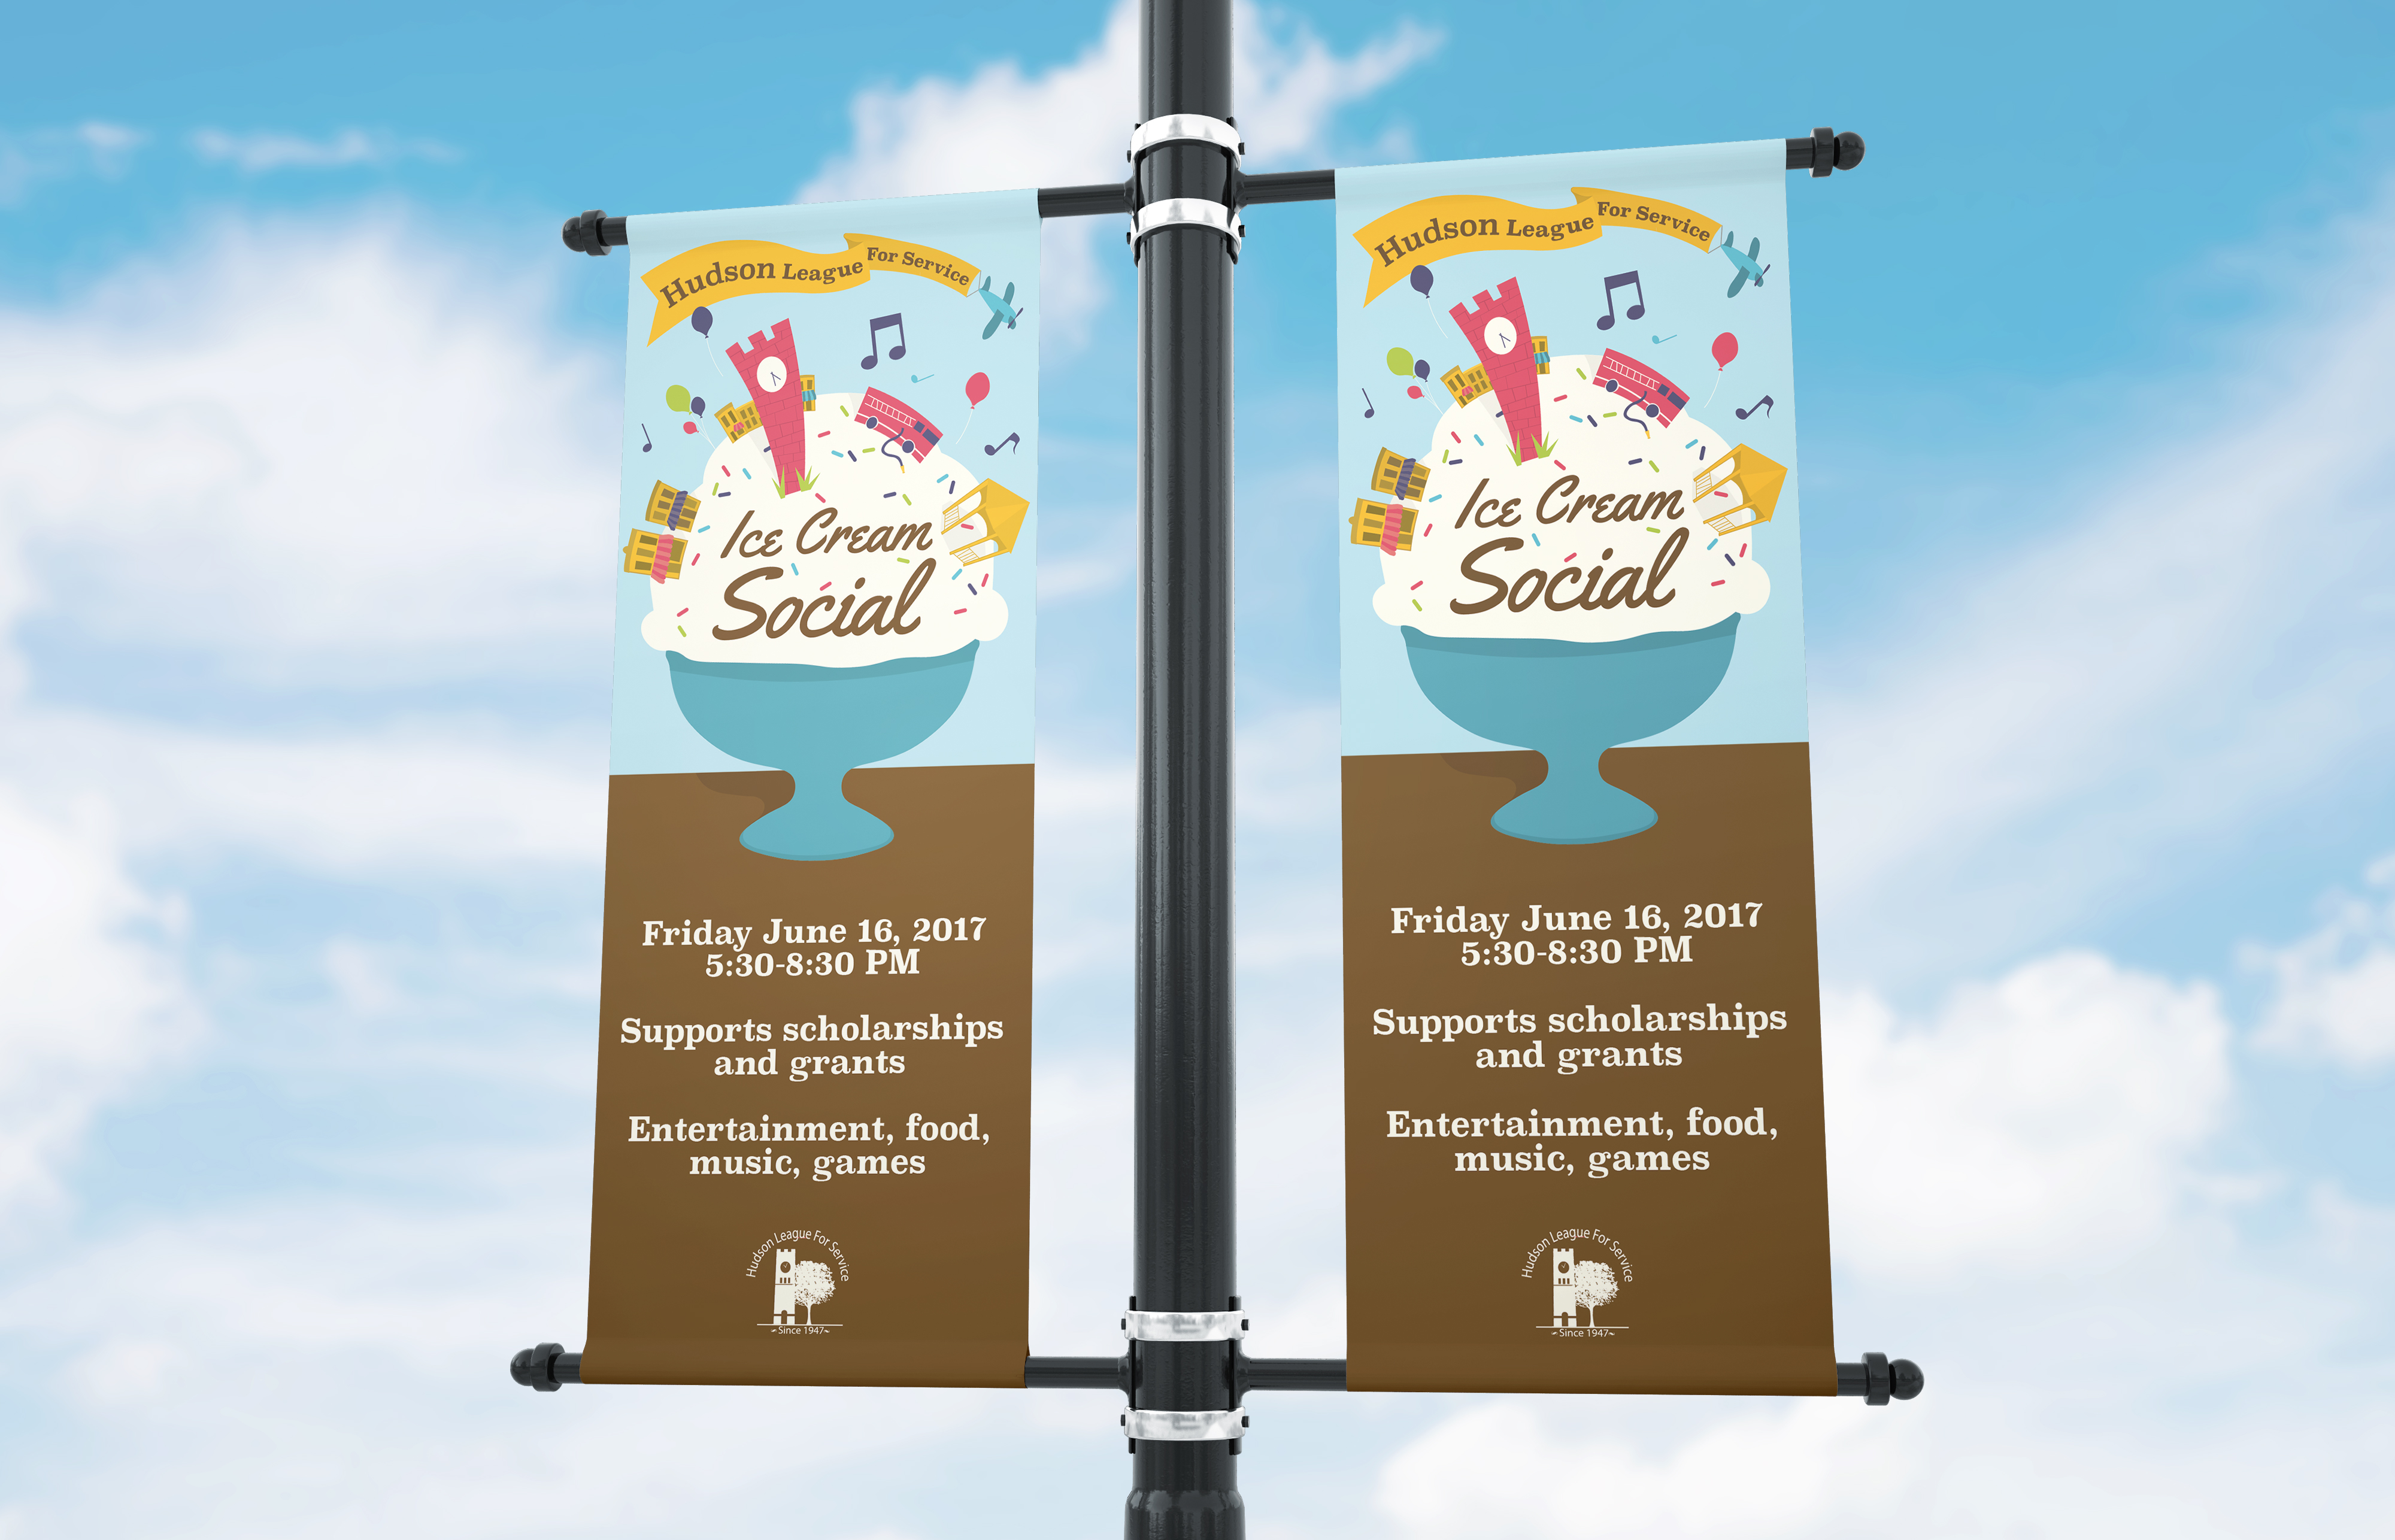 Hudson League For Service
Ice Cream
Social
Friday June 16, 2017
5:30-8:30 PM
Supports scholarships
and grants
Entertainment, food,
music, games
Hudson League For Service
~Since 1947~
Hudson League For Service
Ice Cream
Social
Friday June 16, 2017
5:30-8:30 PM
Supports scholarships
and grants
Entertainment, food,
music, games
Hudson League For Service
~Since 1947~